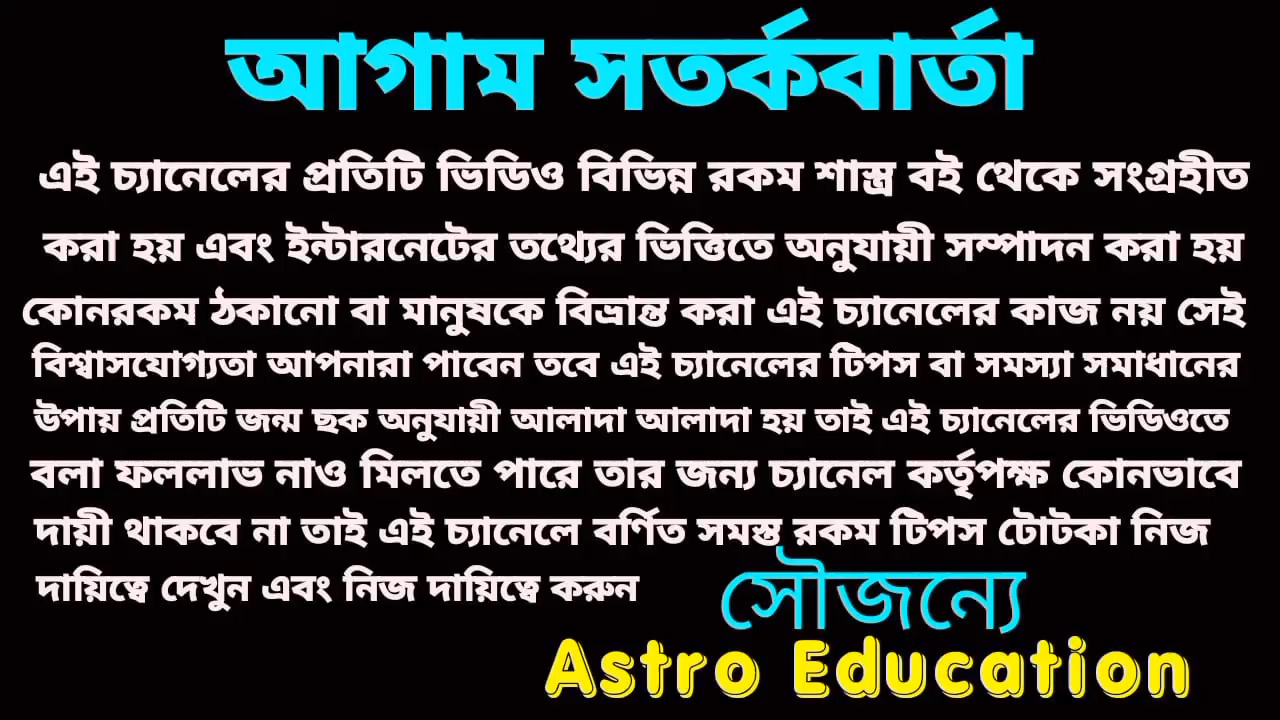 আগাম সতর্কবার্তা
এই চ্যানেলের প্রতিটি ভিডিও বিভিন্ন রকম শাস্ত্র বই থেকে সংগ্রহীত
করা হয় এবং ইন্টারনেটের তথ্যের ভিত্তিতে অনুযায়ী সম্পাদন করা হয়
কোনরকম ঠকানো বা মানুষকে বিভ্রান্ত করা এই চ্যানেলের কাজ নয় সেই
বিশ্বাসযোগ্যতা আপনারা পাবেন তবে এই চ্যানেলের টিপস বা সমস্যা সমাধানের
উপায় প্রতিটি জন্ম ছক অনুযায়ী আলাদা আলাদা হয় তাই এই চ্যানেলের ভিডিওতে
বলা ফললাভ নাও মিলতে পারে তার জন্য চ্যানেল কর্তৃপক্ষ কোনভাবে
দায়ী থাকবে না তাই এই চ্যানেলে বর্ণিত সমস্ত রকম টিপস টোটকা নিজ
দায়িত্বে দেখুন এবং নিজ দায়িত্বে করুন
সৌজন্যে
Astro Education